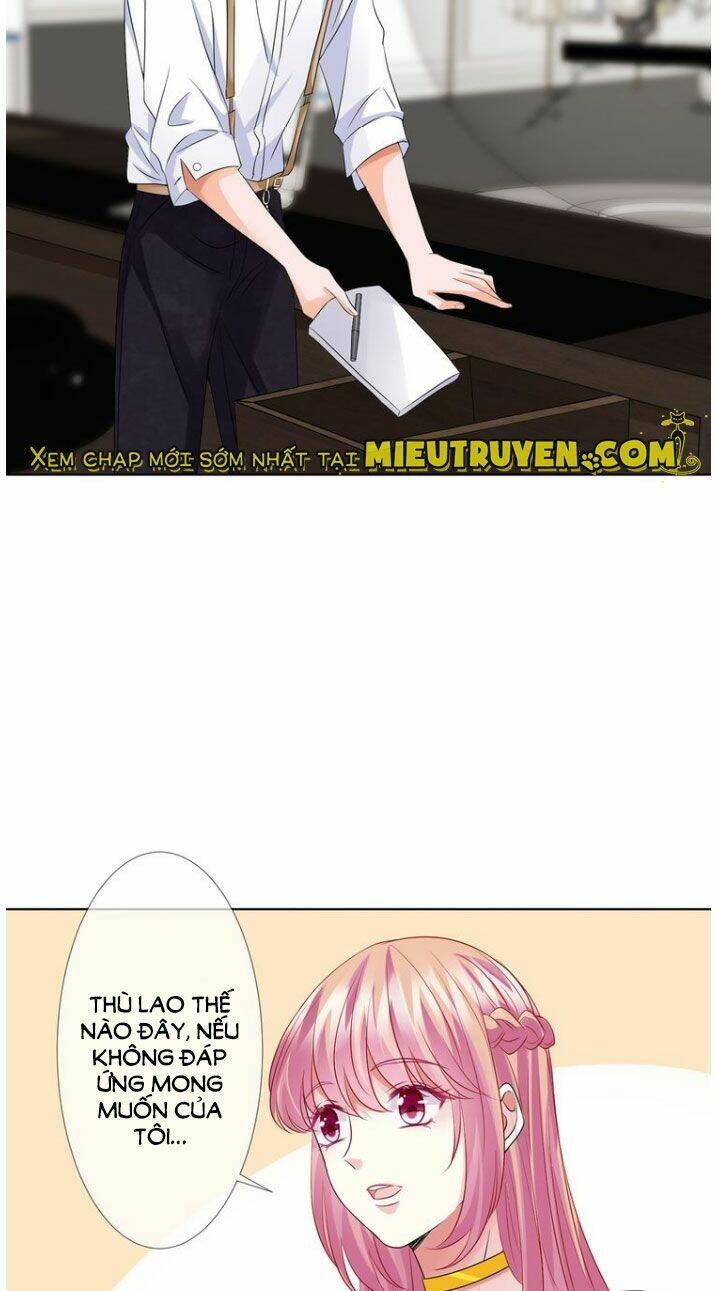 XEM CHAP MỚI SỚM NHẤT TẠI MIEUTRUYEN.COM
THÙ LAO THẾ
NÀO ĐÂY, NẾU
KHÔNG ĐÁP
ỨNG MONG
MUỐN CỦA
TÔI...